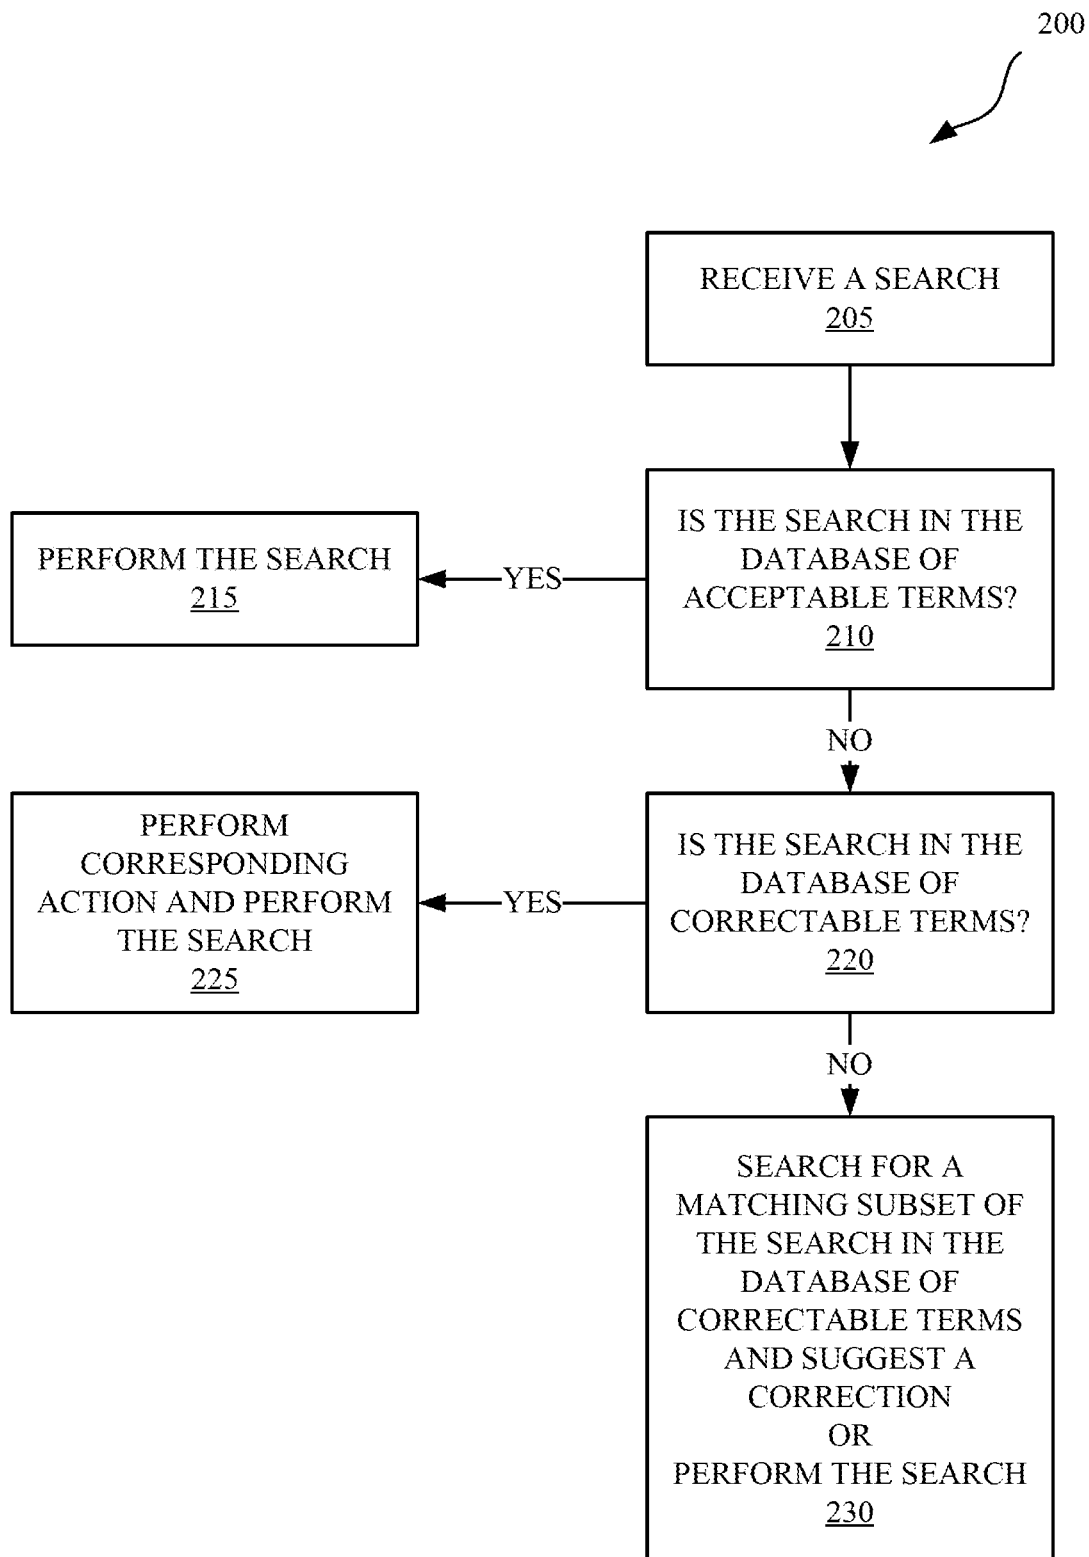 200
RECEIVE A SEARCH
205
IS THE SEARCH IN THE
DATABASE OF
ACCEPTABLE TERMS?
210
YES
PERFORM THE SEARCH
215
NO
IS THE SEARCH IN THE
DATABASE OF
CORRECTABLE TERMS?
220
YES
PERFORM
CORRESPONDING
ACTION AND PERFORM
THE SEARCH
225
NO
SEARCH FOR A
MATCHING SUBSET OF
THE SEARCH IN THE
DATABASE OF
CORRECTABLE TERMS
AND SUGGEST A
CORRECTION
OR
PERFORM THE SEARCH
230